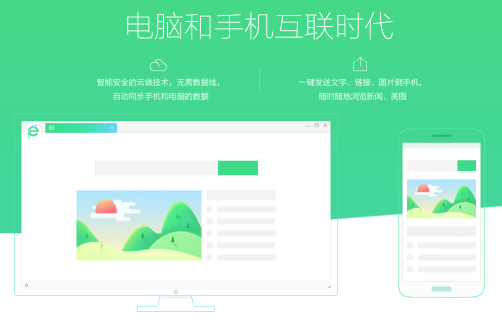 电脑和手机互联时代
智能安全的云端技术，无需数据线，
自动同步手机和电脑的数据
一键发送文字、链接、图片到手机，
随时随地浏览新闻、美图